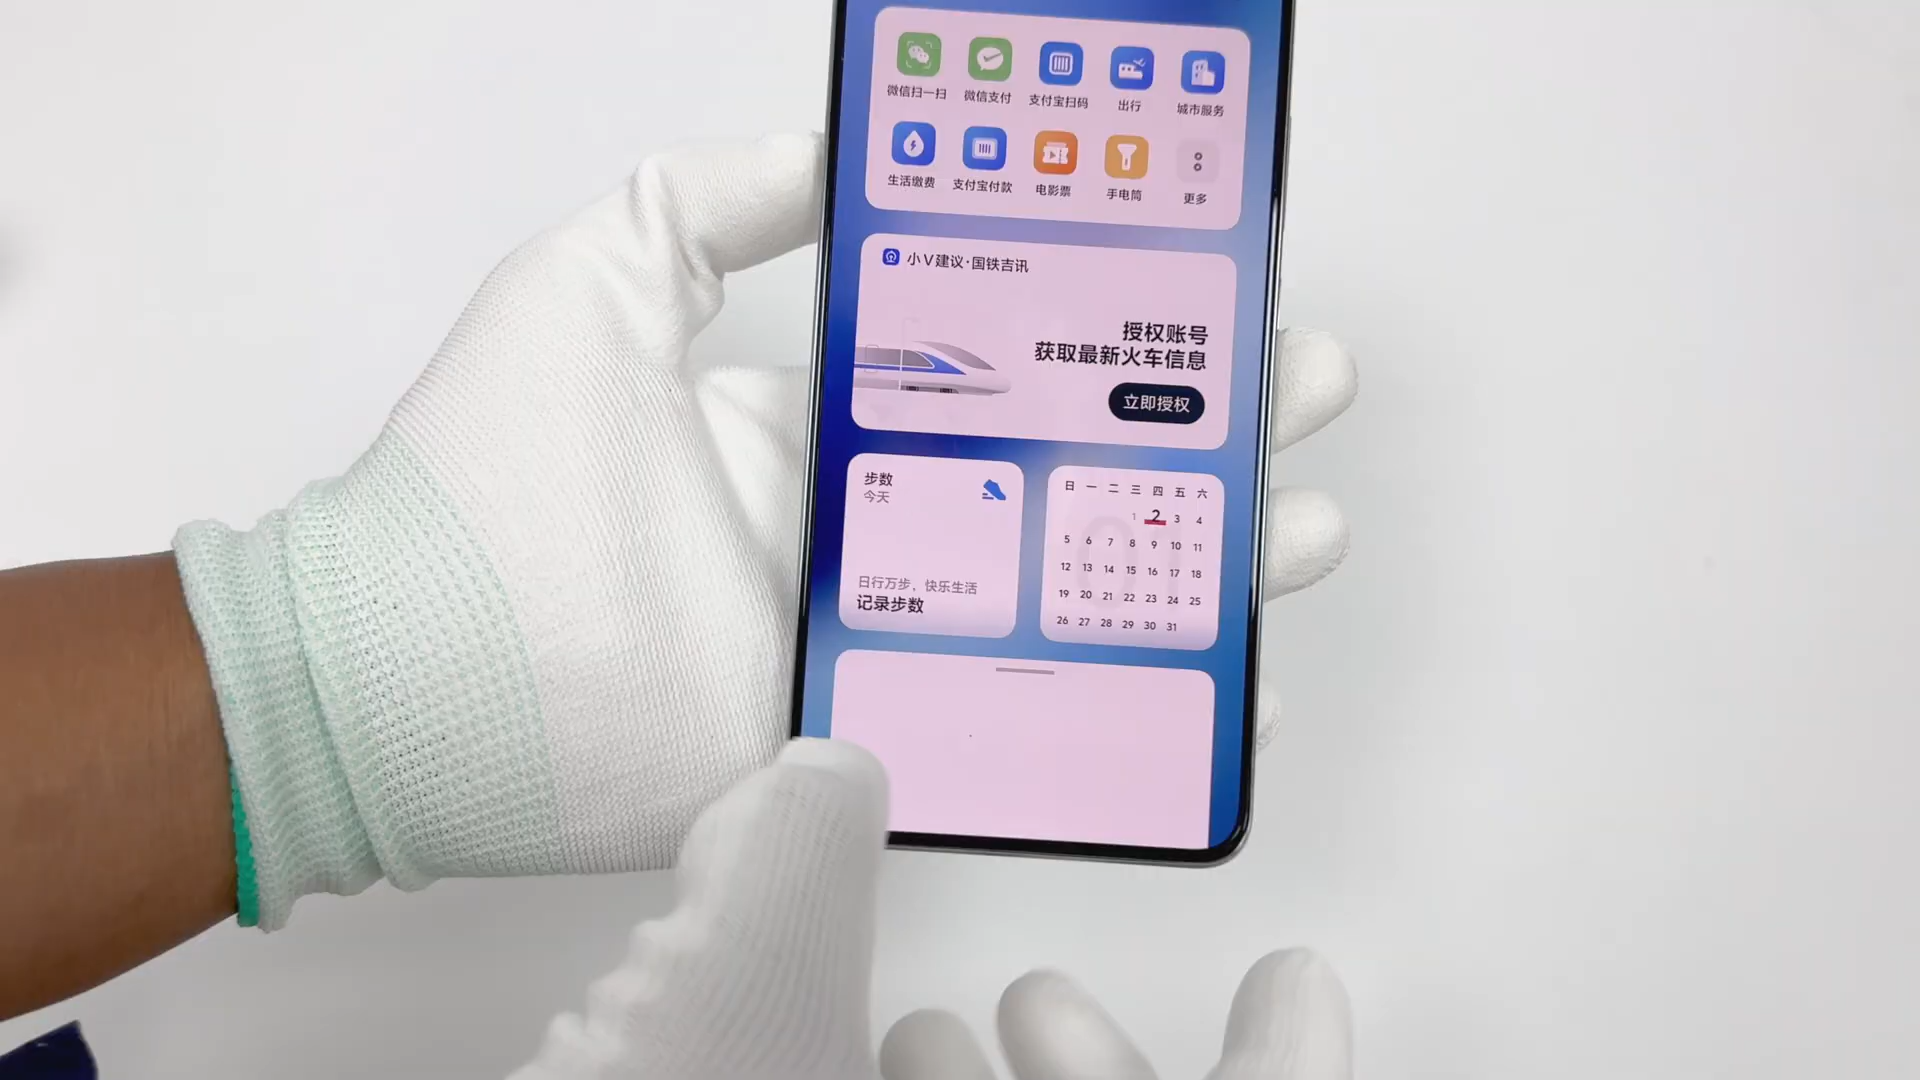 微信扫一扫 微信支付 支付宝扫码 出行 城市服务
生活缴费 支付宝付款 电影票 手电筒 更多
小V建议·国铁吉讯
授权账号
获取最新火车信息
立即授权
步数
今天
日行万步，快乐生活
记录步数
日 一 二 三 四 五 六
1 2 3 4
5 6 7 8 9 10 11
12 13 14 15 16 17 18
19 20 21 22 23 24 25
26 27 28 29 30 31
01